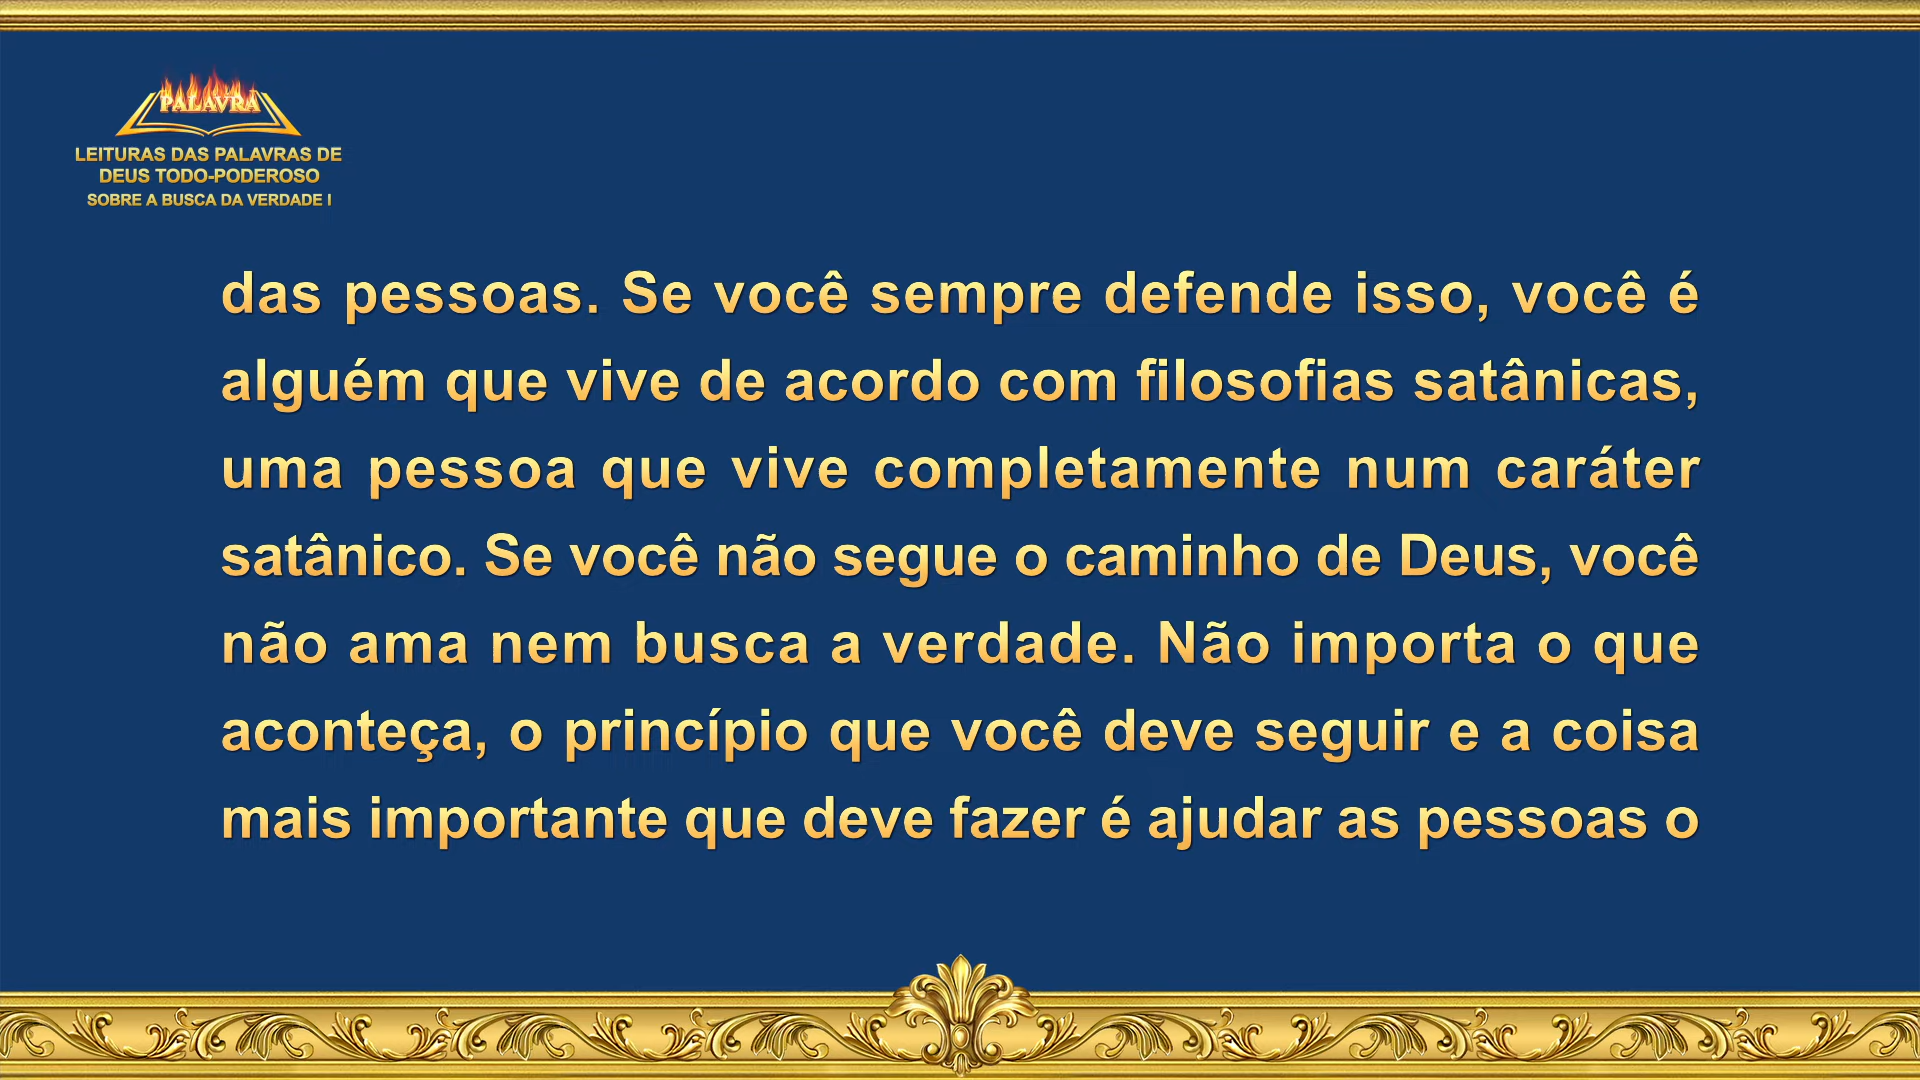 PALAVRA
LEITURAS DAS PALAVRAS DE
DEUS TODO-PODEROSO
SOBRE A BUSCA DA VERDADE I
das pessoas. Se você sempre defende isso, você é
alguém que vive de acordo com filosofias satânicas,
uma pessoa que vive completamente num caráter
satânico. Se você não segue o caminho de Deus, você
não ama nem busca a verdade. Não importa o que
aconteça, o princípio que você deve seguir e a coisa
mais importante que deve fazer é ajudar as pessoas o